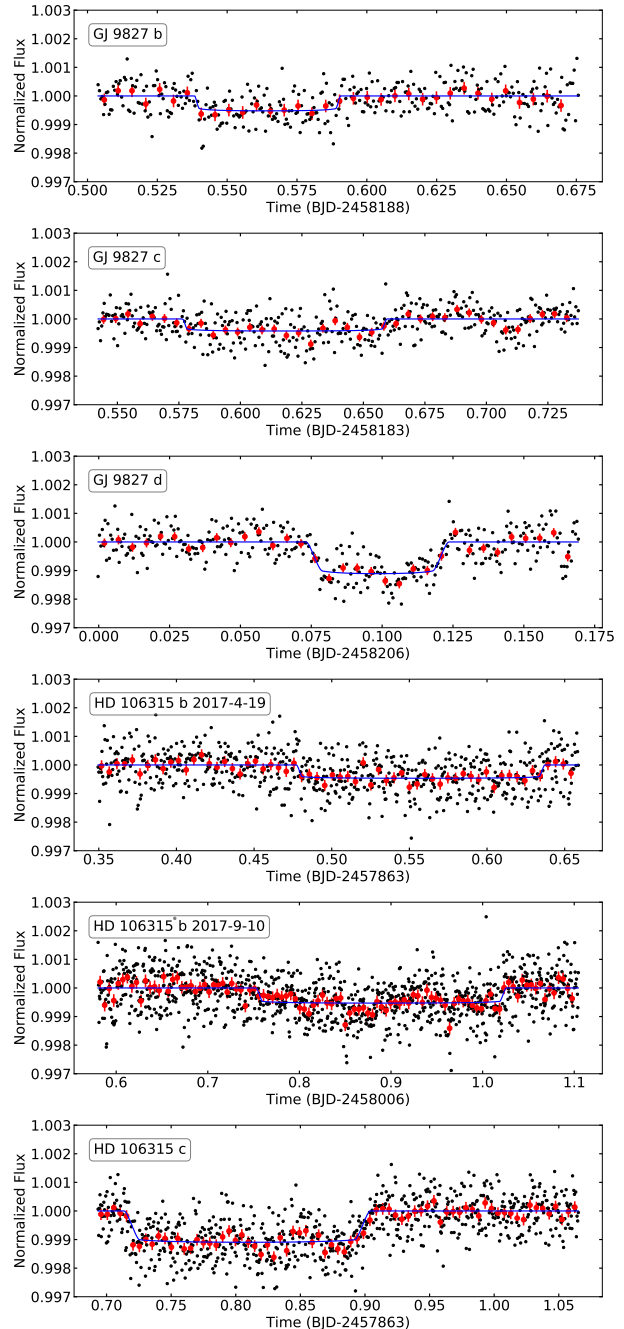 1.003
GJ 9827 b
1.002
1.001
1.000
0.999
0.998
0.997
Normalized Flux
0.500 0.525 0.550 0.575 0.600 0.625 0.650 0.675
Time (BJD-2458188)
1.003
GJ 9827 c
1.002
1.001
1.000
0.999
0.998
0.997
Normalized Flux
0.550 0.575 0.600 0.625 0.650 0.675 0.700 0.725
Time (BJD-2458183)
1.003
GJ 9827 d
1.002
1.001
1.000
0.999
0.998
0.997
Normalized Flux
0.000 0.025 0.050 0.075 0.100 0.125 0.150 0.175
Time (BJD-2458206)
1.003
HD 106315 b 2017-4-19
1.002
1.001
1.000
0.999
0.998
0.997
Normalized Flux
0.35 0.40 0.45 0.50 0.55 0.60 0.65
Time (BJD-2457863)
1.003
HD 106315 b 2017-9-10
1.002
1.001
1.000
0.999
0.998
0.997
Normalized Flux
0.6 0.7 0.8 0.9 1.0 1.1
Time (BJD-2458006)
1.003
HD 106315 c
1.002
1.001
1.000
0.999
0.998
0.997
Normalized Flux
0.70 0.75 0.80 0.85 0.90 0.95 1.00 1.05
Time (BJD-2457863)